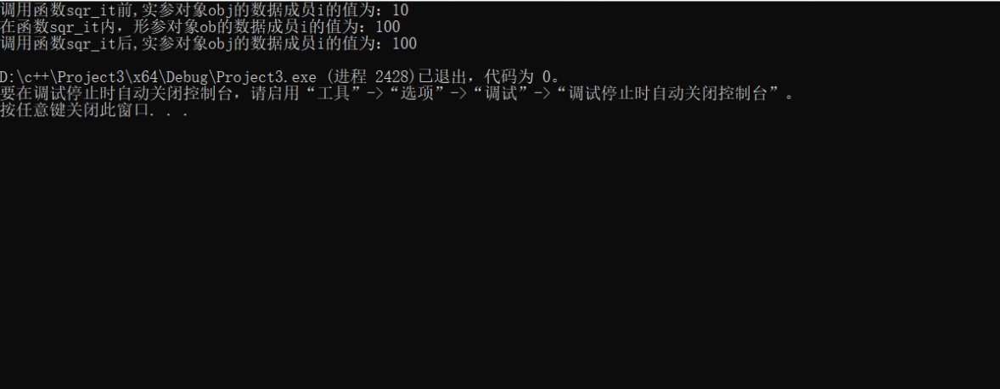 调用函数sqr_it前,实参对象obj的数据成员i的值为：10
在函数sqr_it内，形参对象ob的数据成员i的值为：100
调用函数sqr_it后,实参对象obj的数据成员i的值为：100
D:\c++\Project3\x64\Debug\Project3.exe (进程 2428)已退出，代码为 0。
要在调试停止时自动关闭控制台，请启用“工具”->“选项”->“调试”->“调试停止时自动关闭控制台”。
按任意键关闭此窗口. . .